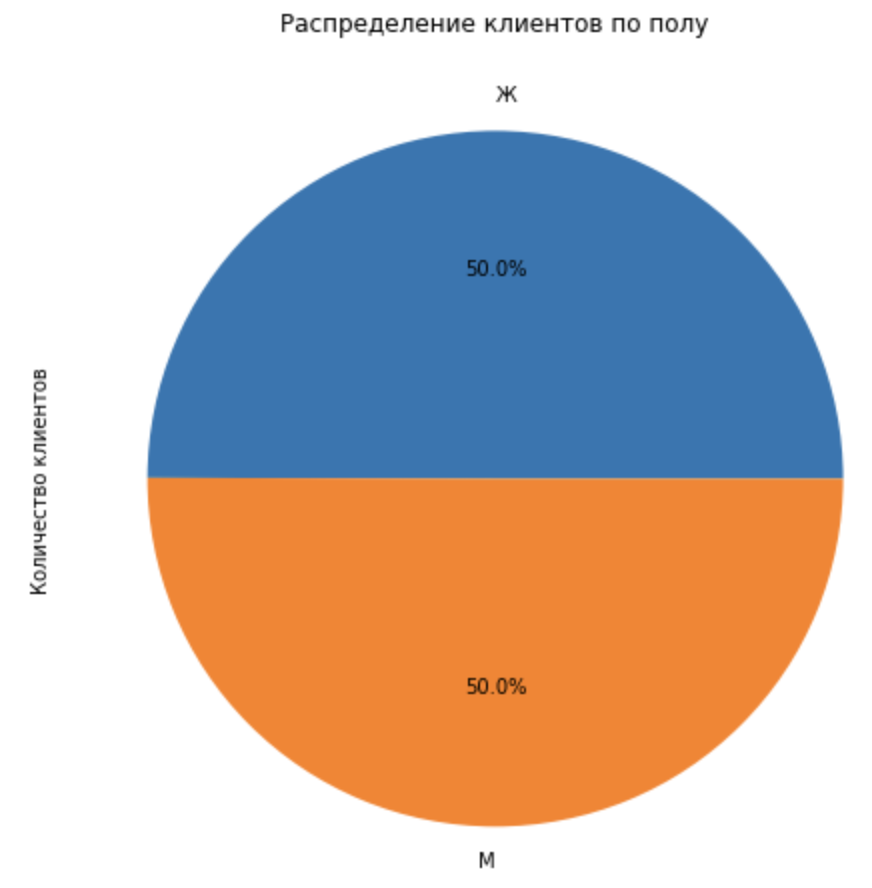 Распределение клиентов по полу
Ж
50.0%
Количество клиентов
50.0%
М